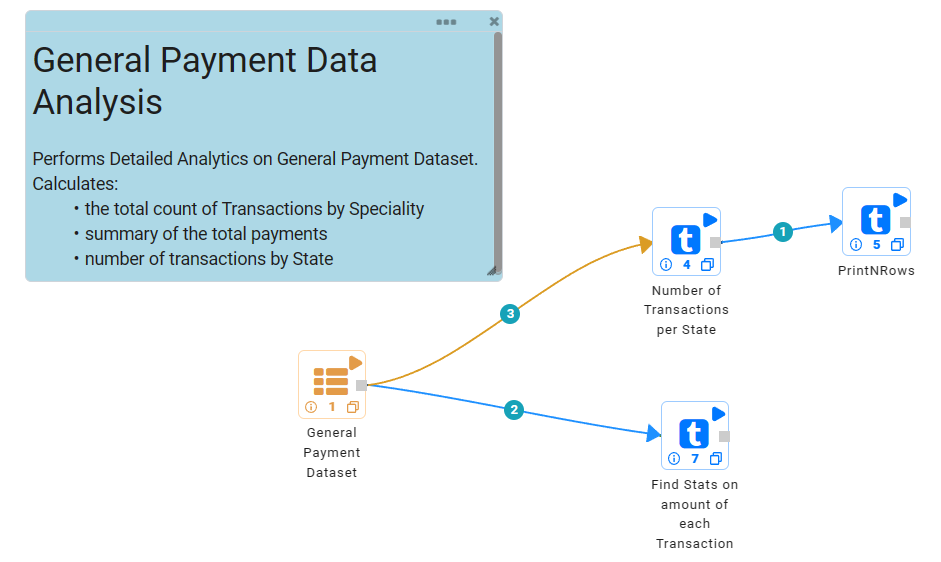 General Payment Data
Analysis
Performs Detailed Analytics on General Payment Dataset.
Calculates:
• the total count of Transactions by Speciality
• summary of the total payments
• number of transactions by State
t
5
PrintNRows
1
t
4
Number of
Transactions
per State
3
1
General
Payment
Dataset
2
t
7
Find Stats on
amount of
each
Transaction